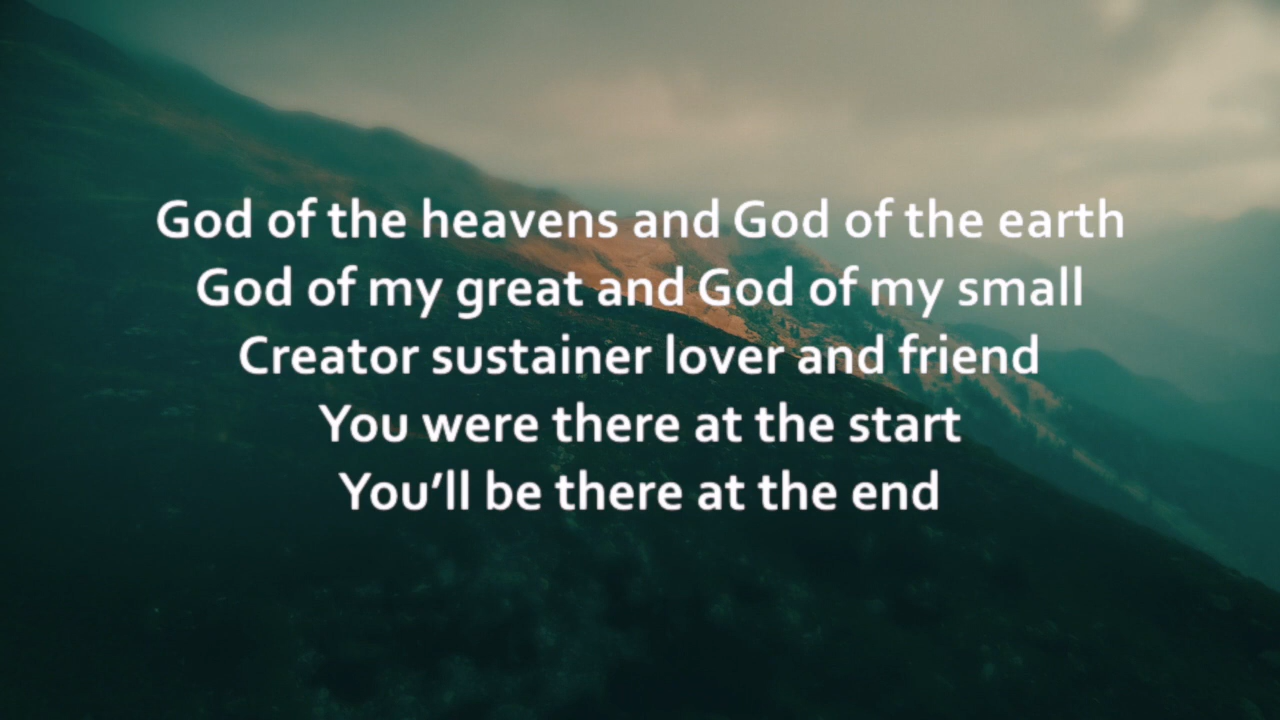 God of the heavens and God of the earth
God of my great and God of my small
Creator sustainer lover and friend
You were there at the start
You’ll be there at the end